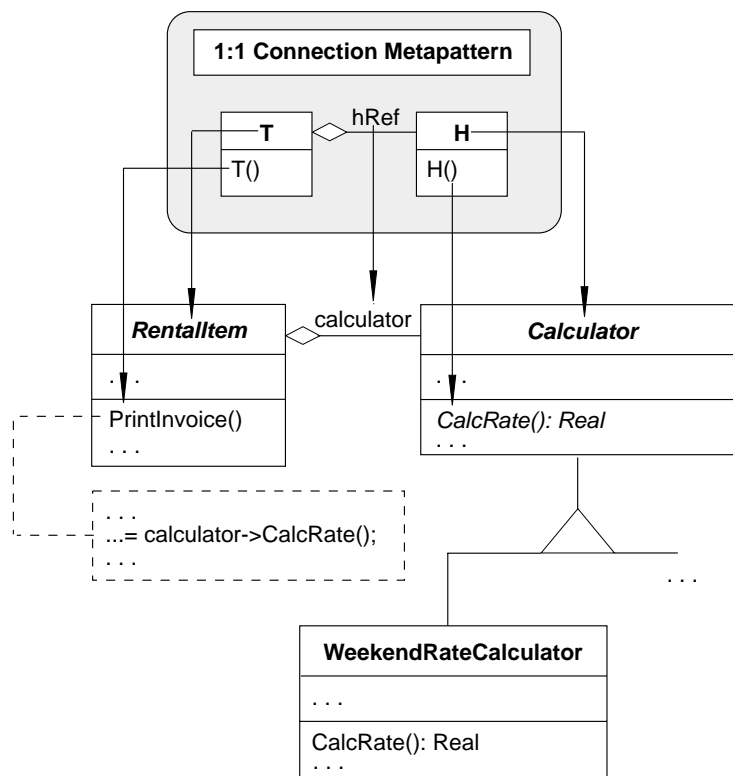 1:1 Connection Metapattern
T
hRef
H
T()
H()
RentalItem
calculator
Calculator
. . .
. . .
PrintInvoice()
. . .
CalcRate(): Real
. . .
. . .
...= calculator->CalcRate();
. . .
. . .
WeekendRateCalculator
. . .
CalcRate(): Real
. . .